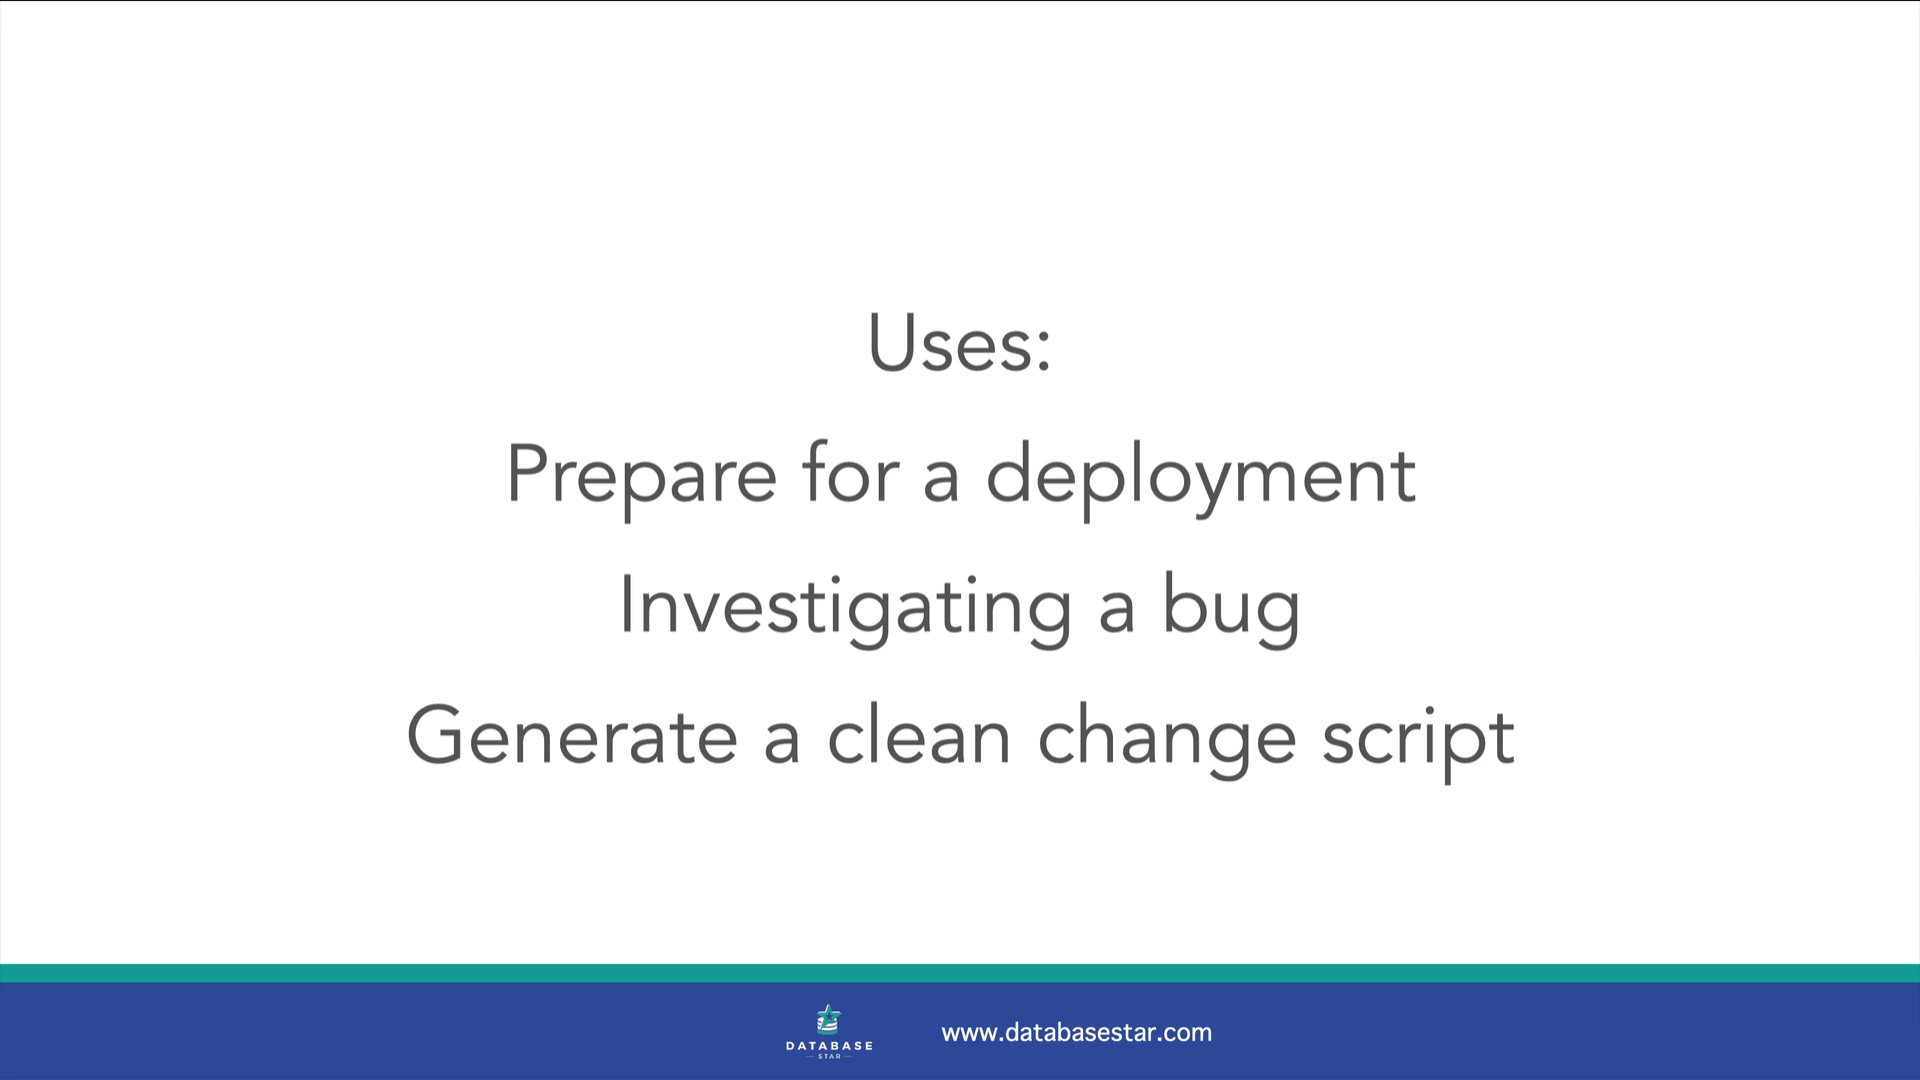 Uses:
Prepare for a deployment
Investigating a bug
Generate a clean change script
DATABASE
STAR
www.databasestar.com